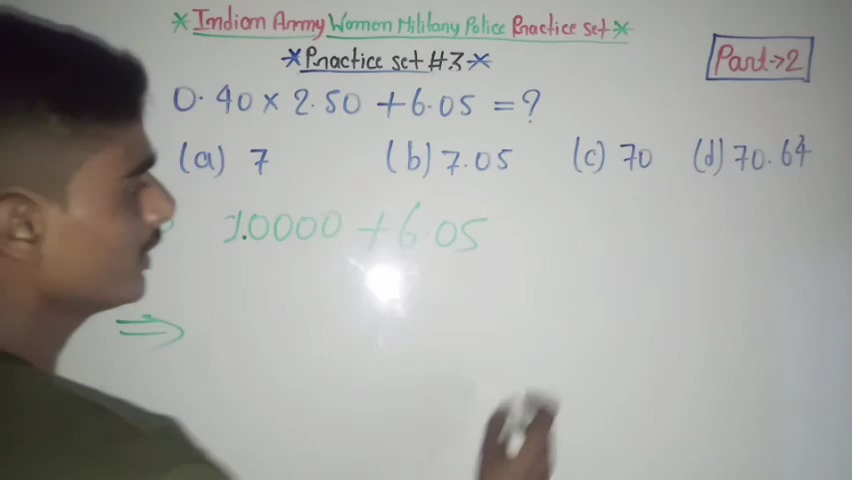 *Indian Army Women Military Police Practice set*
*Practice set #3*
Part→2
0.40 × 2.50 + 6.05 = ?
(a) 7 (b) 7.05 (c) 70 (d) 70.64
1.0000 + 6.05
⇒